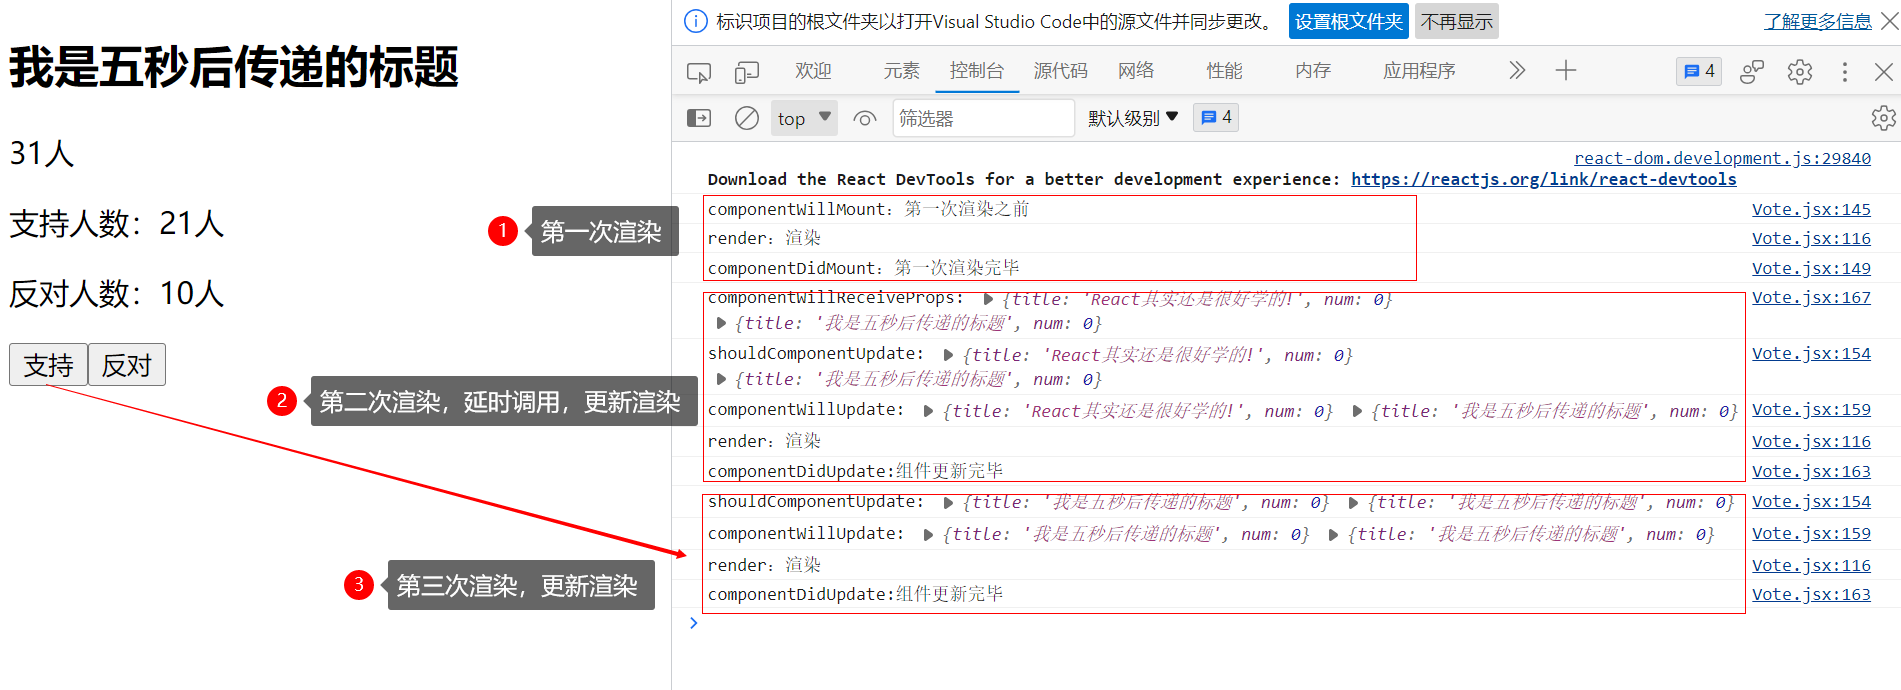 我是五秒后传递的标题
31人
支持人数：21人
反对人数：10人
支持 反对
1 第一次渲染
2 第二次渲染，延时调用，更新渲染
3 第三次渲染，更新渲染
标识项目的根文件夹以打开Visual Studio Code中的源文件并同步更改。 设置根文件夹 不再显示 了解更多信息
欢迎 元素 控制台 源代码 网络 性能 内存 应用程序 4
top 筛选器 默认级别 4
react-dom.development.js:29840
Download the React DevTools for a better development experience: https://reactjs.org/link/react-devtools
componentWillMount：第一次渲染之前 Vote.jsx:145
render：渲染 Vote.jsx:116
componentDidMount：第一次渲染完毕 Vote.jsx:149
componentWillReceiveProps: ▶ {title: 'React其实还是很好学的!', num: 0} Vote.jsx:167
▶ {title: '我是五秒后传递的标题', num: 0}
shouldComponentUpdate: ▶ {title: 'React其实还是很好学的!', num: 0} Vote.jsx:154
▶ {title: '我是五秒后传递的标题', num: 0}
componentWillUpdate: ▶ {title: 'React其实还是很好学的!', num: 0} ▶ {title: '我是五秒后传递的标题', num: 0} Vote.jsx:159
render：渲染 Vote.jsx:116
componentDidUpdate:组件更新完毕 Vote.jsx:163
shouldComponentUpdate: ▶ {title: '我是五秒后传递的标题', num: 0} ▶ {title: '我是五秒后传递的标题', num: 0} Vote.jsx:154
componentWillUpdate: ▶ {title: '我是五秒后传递的标题', num: 0} ▶ {title: '我是五秒后传递的标题', num: 0} Vote.jsx:159
render：渲染 Vote.jsx:116
componentDidUpdate:组件更新完毕 Vote.jsx:163